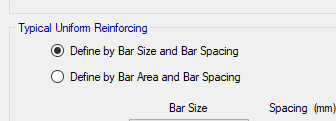 Typical Uniform Reinforcing
Define by Bar Size and Bar Spacing
Define by Bar Area and Bar Spacing
Bar Size Spacing (mm)